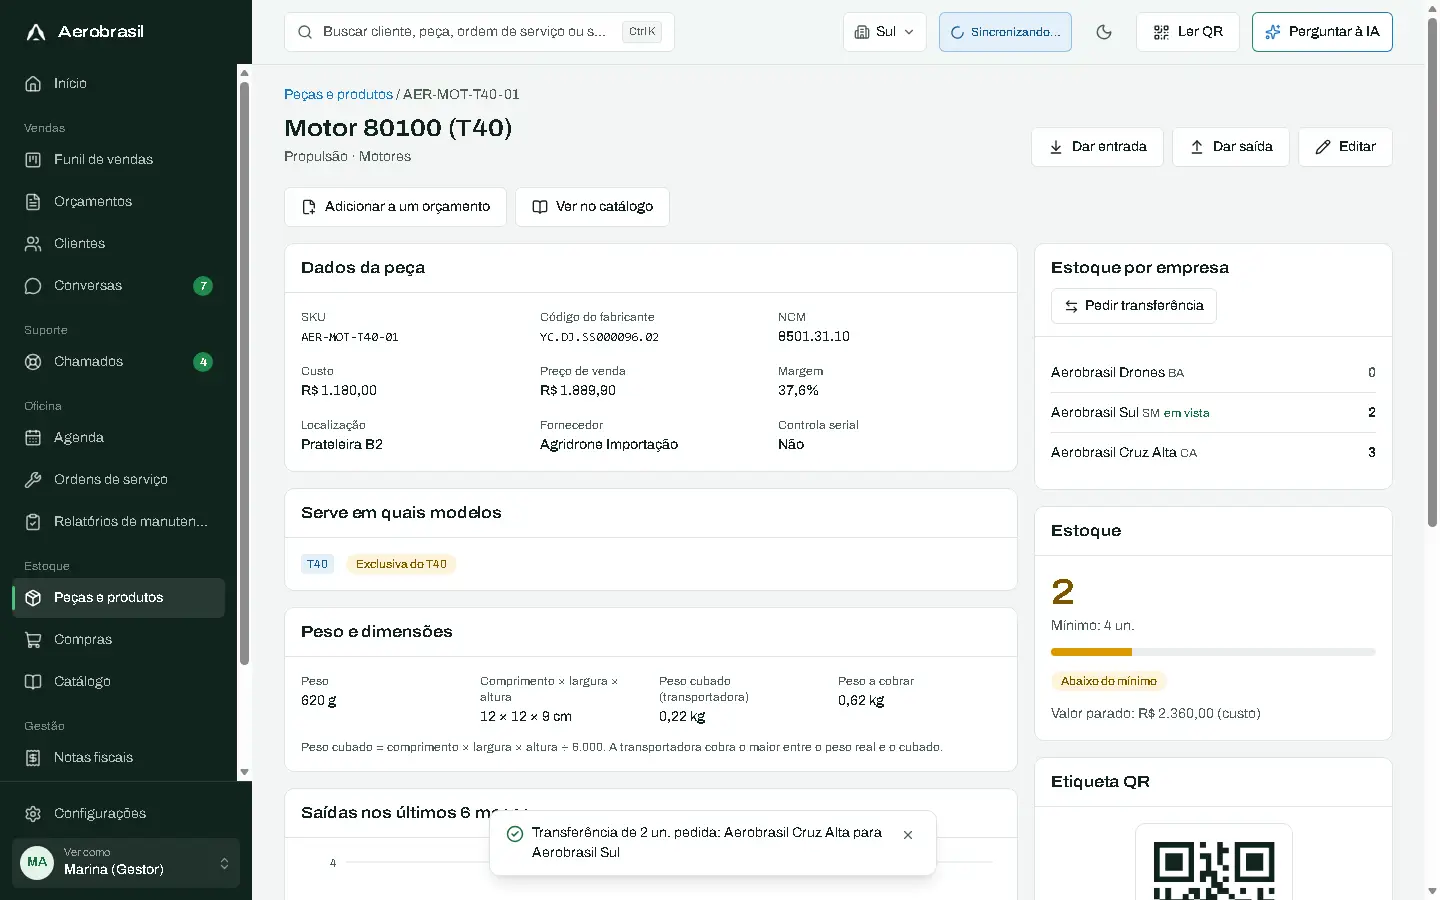 Aerobrasil
Buscar cliente, peça, ordem de serviço ou s...
Ctrl K
Sul
Sincronizando...
Ler QR
Perguntar à IA
Início
Vendas
Funil de vendas
Orçamentos
Clientes
Conversas
7
Suporte
Chamados
4
Oficina
Agenda
Ordens de serviço
Relatórios de manuten...
Estoque
Peças e produtos
Compras
Catálogo
Gestão
Notas fiscais
Configurações
MA
Ver como
Marina (Gestor)
Peças e produtos / AER-MOT-T40-01
Motor 80100 (T40)
Propulsão · Motores
Dar entrada
Dar saída
Editar
Adicionar a um orçamento
Ver no catálogo
Dados da peça
SKU
AER-MOT-T40-01
Código do fabricante
YC.DJ.SS000096.02
NCM
8501.31.10
Custo
R$ 1.180,00
Preço de venda
R$ 1.889,90
Margem
37,6%
Localização
Prateleira B2
Fornecedor
Agridrone Importação
Controla serial
Não
Serve em quais modelos
T40
Exclusiva do T40
Peso e dimensões
Peso
620 g
Comprimento × largura ×
altura
12 × 12 × 9 cm
Peso cubado
(transportadora)
0,22 kg
Peso a cobrar
0,62 kg
Peso cubado = comprimento × largura × altura ÷ 6.000. A transportadora cobra o maior entre o peso real e o cubado.
Saídas nos últimos 6
4
Estoque por empresa
Pedir transferência
Aerobrasil Drones BA
0
Aerobrasil Sul SM em vista
2
Aerobrasil Cruz Alta CA
3
Estoque
2
Mínimo: 4 un.
Abaixo do mínimo
Valor parado: R$ 2.360,00 (custo)
Etiqueta QR
Transferência de 2 un. pedida: Aerobrasil Cruz Alta para
Aerobrasil Sul